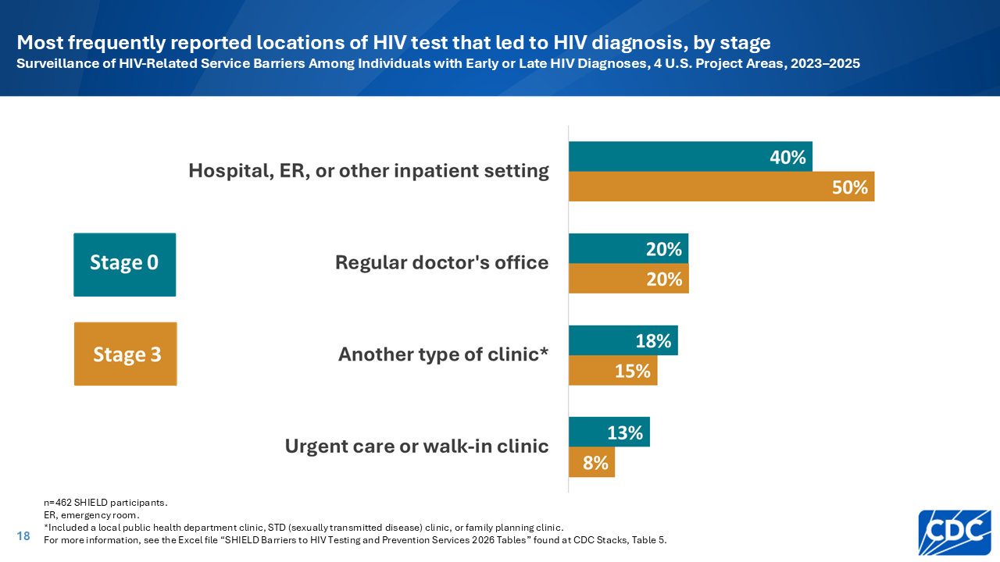 Most frequently reported locations of HIV test that led to HIV diagnosis, by stage
Surveillance of HIV-Related Service Barriers Among Individuals with Early or Late HIV Diagnoses, 4 U.S. Project Areas, 2023–2025
Hospital, ER, or other inpatient setting
40%
50%
Stage 0
Regular doctor's office
20%
20%
Stage 3
Another type of clinic*
18%
15%
Urgent care or walk-in clinic
13%
8%
n=462 SHIELD participants.
ER, emergency room.
*Included a local public health department clinic, STD (sexually transmitted disease) clinic, or family planning clinic.
For more information, see the Excel file “SHIELD Barriers to HIV Testing and Prevention Services 2026 Tables” found at CDC Stacks, Table 5.
18
CDC